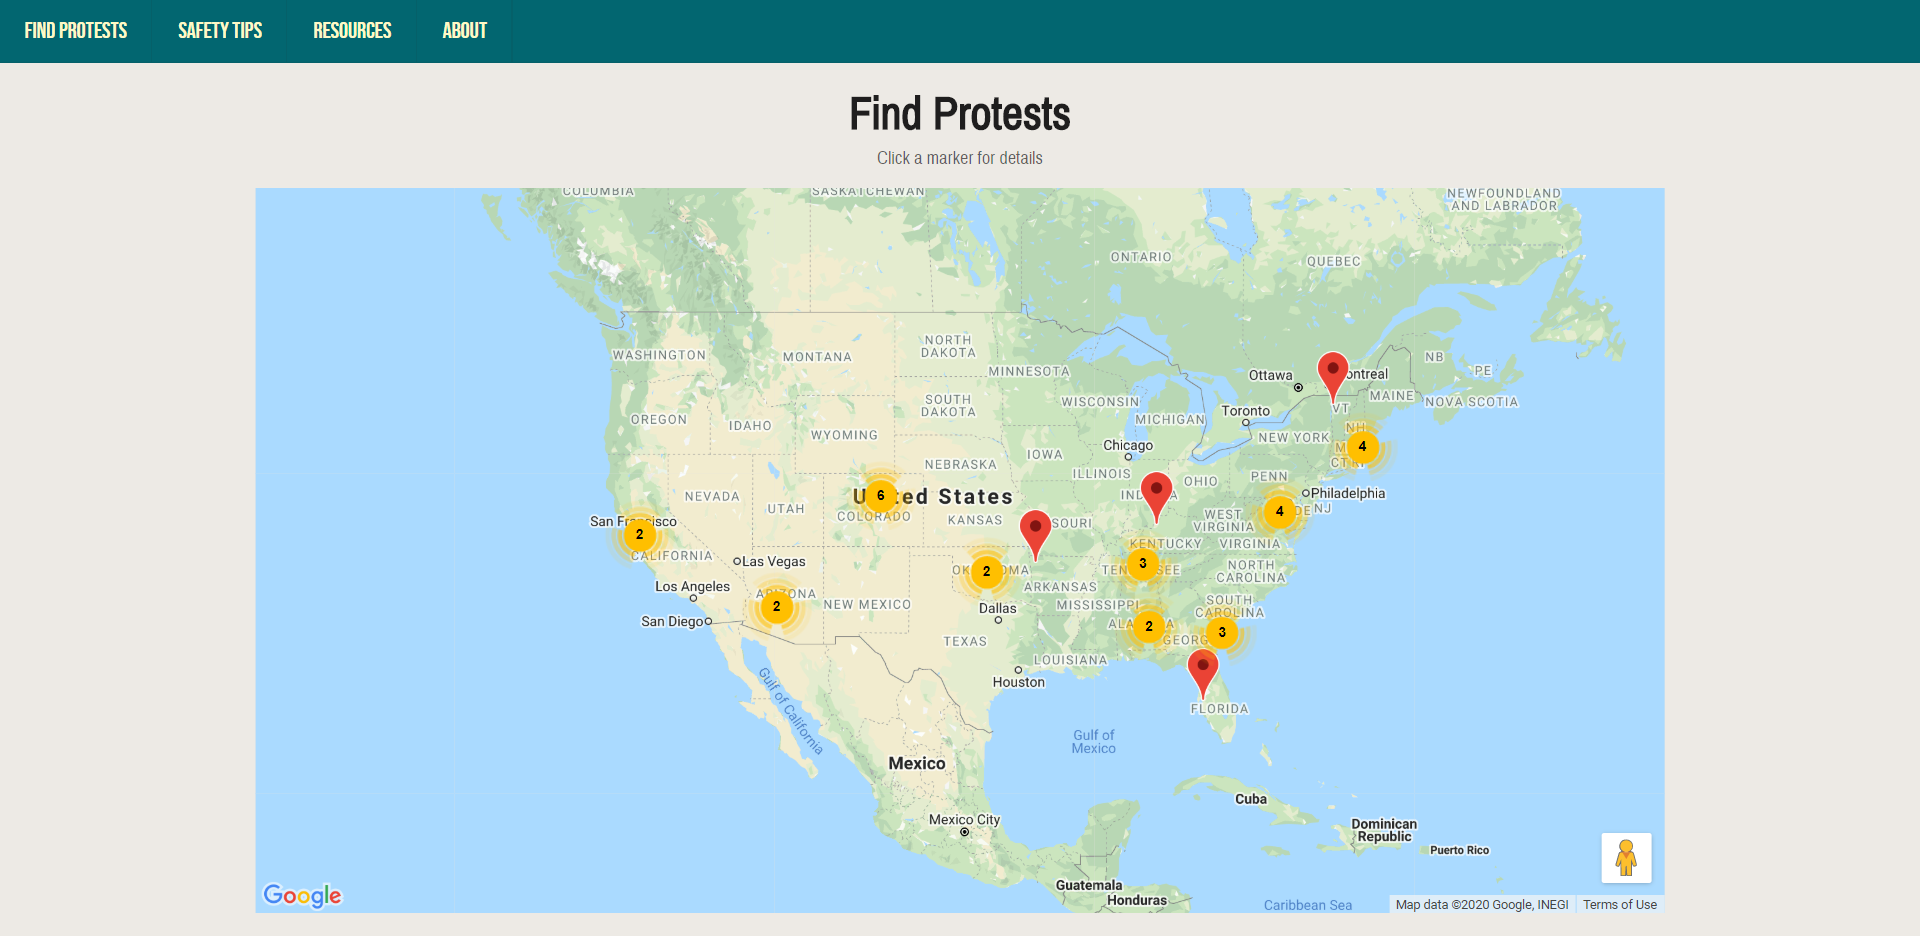 FIND PROTESTS
SAFETY TIPS
RESOURCES
ABOUT
Find Protests
Click a marker for details
COLUMBIA
SASKATCHEWAN
NEWFOUNDLAND
AND LABRADOR
ONTARIO
QUEBEC
WASHINGTON
MONTANA
NORTH
DAKOTA
MINNESOTA
NB
PE
Ottawa
ontreal
MAINE
NOVA SCOTIA
VT
OREGON
IDAHO
WYOMING
SOUTH
DAKOTA
WISCONSIN
MICHIGAN
Toronto
NEW YORK
NH
4
M
CT RI
Chicago
IOWA
NEBRASKA
ILLINOIS
OHIO
PENN
Philadelphia
NEVADA
UTAH
6
U ed States
COLORADO
KANSAS
SOURI
IND A
WEST
VIRGINIA
4
DE
NJ
San Fr sisco
2
CALIFORNIA
Las Vegas
KENTUCKY
VIRGINIA
OK OMA
2
TEN SEE
3
NORTH
CAROLINA
Los Angeles
ARIZONA
2
NEW MEXICO
ARKANSAS
Dallas
MISSISSIPPI
SOUTH
CAROLINA
San Diego
TEXAS
ALA A
2
GEORG
3
LOUISIANA
Houston
FLORIDA
Gulf of California
Gulf of
Mexico
Mexico
Mexico City
Cuba
Dominican
Republic
Puerto Rico
Guatemala
Honduras
Caribbean Sea
Google
Map data ©2020 Google, INEGI
Terms of Use